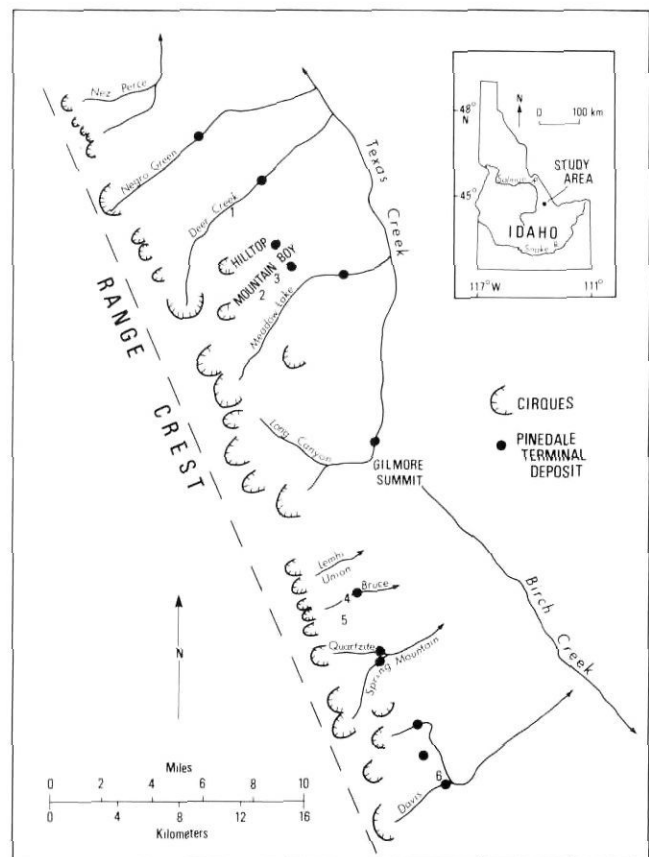 Nez Perce
Negro Green
Deer Creek
1
HILLTOP
MOUNTAIN BOY
3
2
Meadow Lake
Texas Creek
Long Canyon
GILMORE
SUMMIT
RANGE CREST
Lemhi
Union
Bruce
4
5
Quartzite
Spring Mountain
6
Davis
Birch Creek
N
48°
N
N
0 100 km
45°
Salmon R
STUDY
AREA
IDAHO
Snake R
117° W
111°
CIRQUES
PINEDALE
TERMINAL
DEPOSIT
N
Miles
0 2 4 6 8 10
0 4 8 12 16
Kilometers